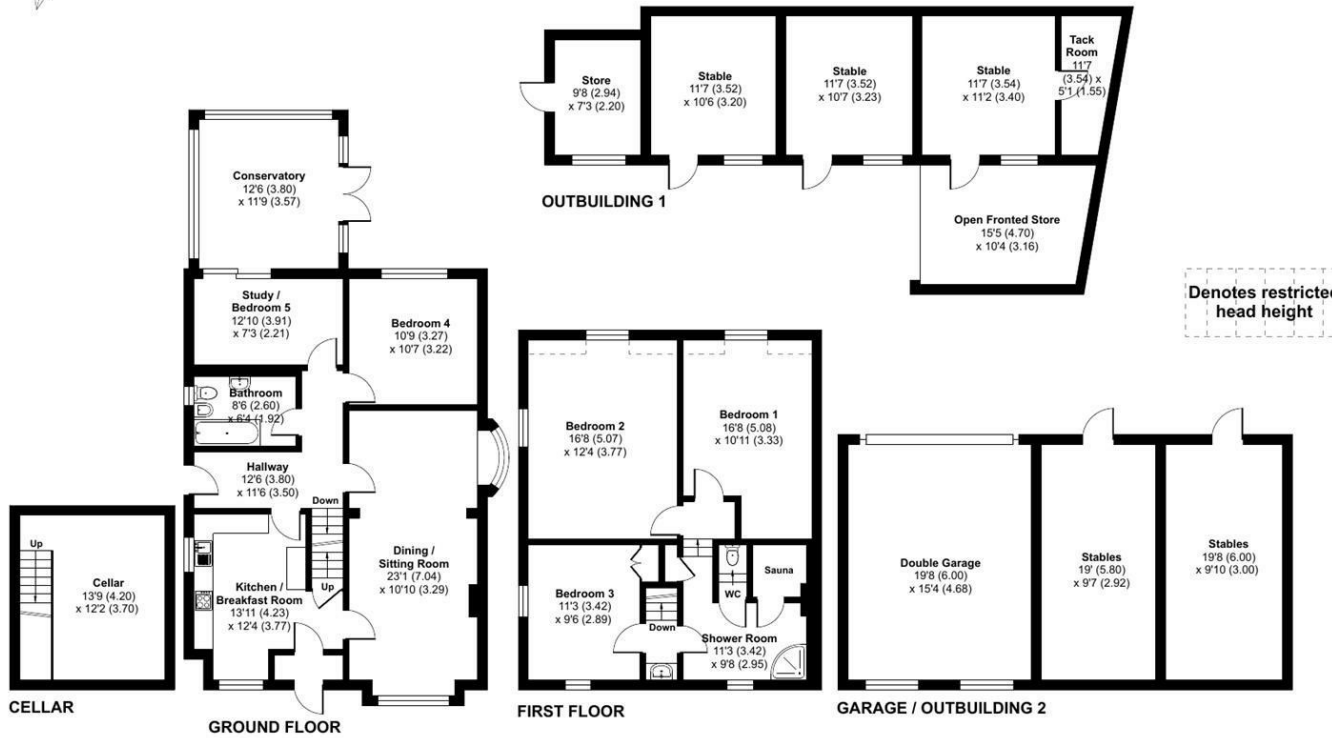 Store
9'8 (2.94)
x 7'3 (2.20)
Stable
11'7 (3.52)
x 10'6 (3.20)
Stable
11'7 (3.52)
x 10'7 (3.23)
Stable
11'7 (3.54)
x 11'2 (3.40)
Tack
Room
11'7
(3.54) x
5'1 (1.55)
OUTBUILDING 1
Open Fronted Store
15'5 (4.70)
x 10'4 (3.16)
Denotes restricted
head height
Conservatory
12'6 (3.80)
x 11'9 (3.57)
Study /
Bedroom 5
12'10 (3.91)
x 7'3 (2.21)
Bedroom 4
10'9 (3.27)
x 10'7 (3.22)
Bathroom
8'6 (2.60)
x 6'4 (1.92)
Hallway
12'6 (3.80)
x 11'6 (3.50)
Down
Up
Kitchen /
Breakfast Room
13'11 (4.23)
x 12'4 (3.77)
Dining /
Sitting Room
23'1 (7.04)
x 10'10 (3.29)
GROUND FLOOR
Up
Cellar
13'9 (4.20)
x 12'2 (3.70)
CELLAR
Bedroom 2
16'8 (5.07)
x 12'4 (3.77)
Bedroom 1
16'8 (5.08)
x 10'11 (3.33)
Bedroom 3
11'3 (3.42)
x 9'6 (2.89)
Down
WC
Sauna
Shower Room
11'3 (3.42)
x 9'8 (2.95)
FIRST FLOOR
Double Garage
19'8 (6.00)
x 15'4 (4.68)
Stables
19' (5.80)
x 9'7 (2.92)
Stables
19'8 (6.00)
x 9'10 (3.00)
GARAGE / OUTBUILDING 2